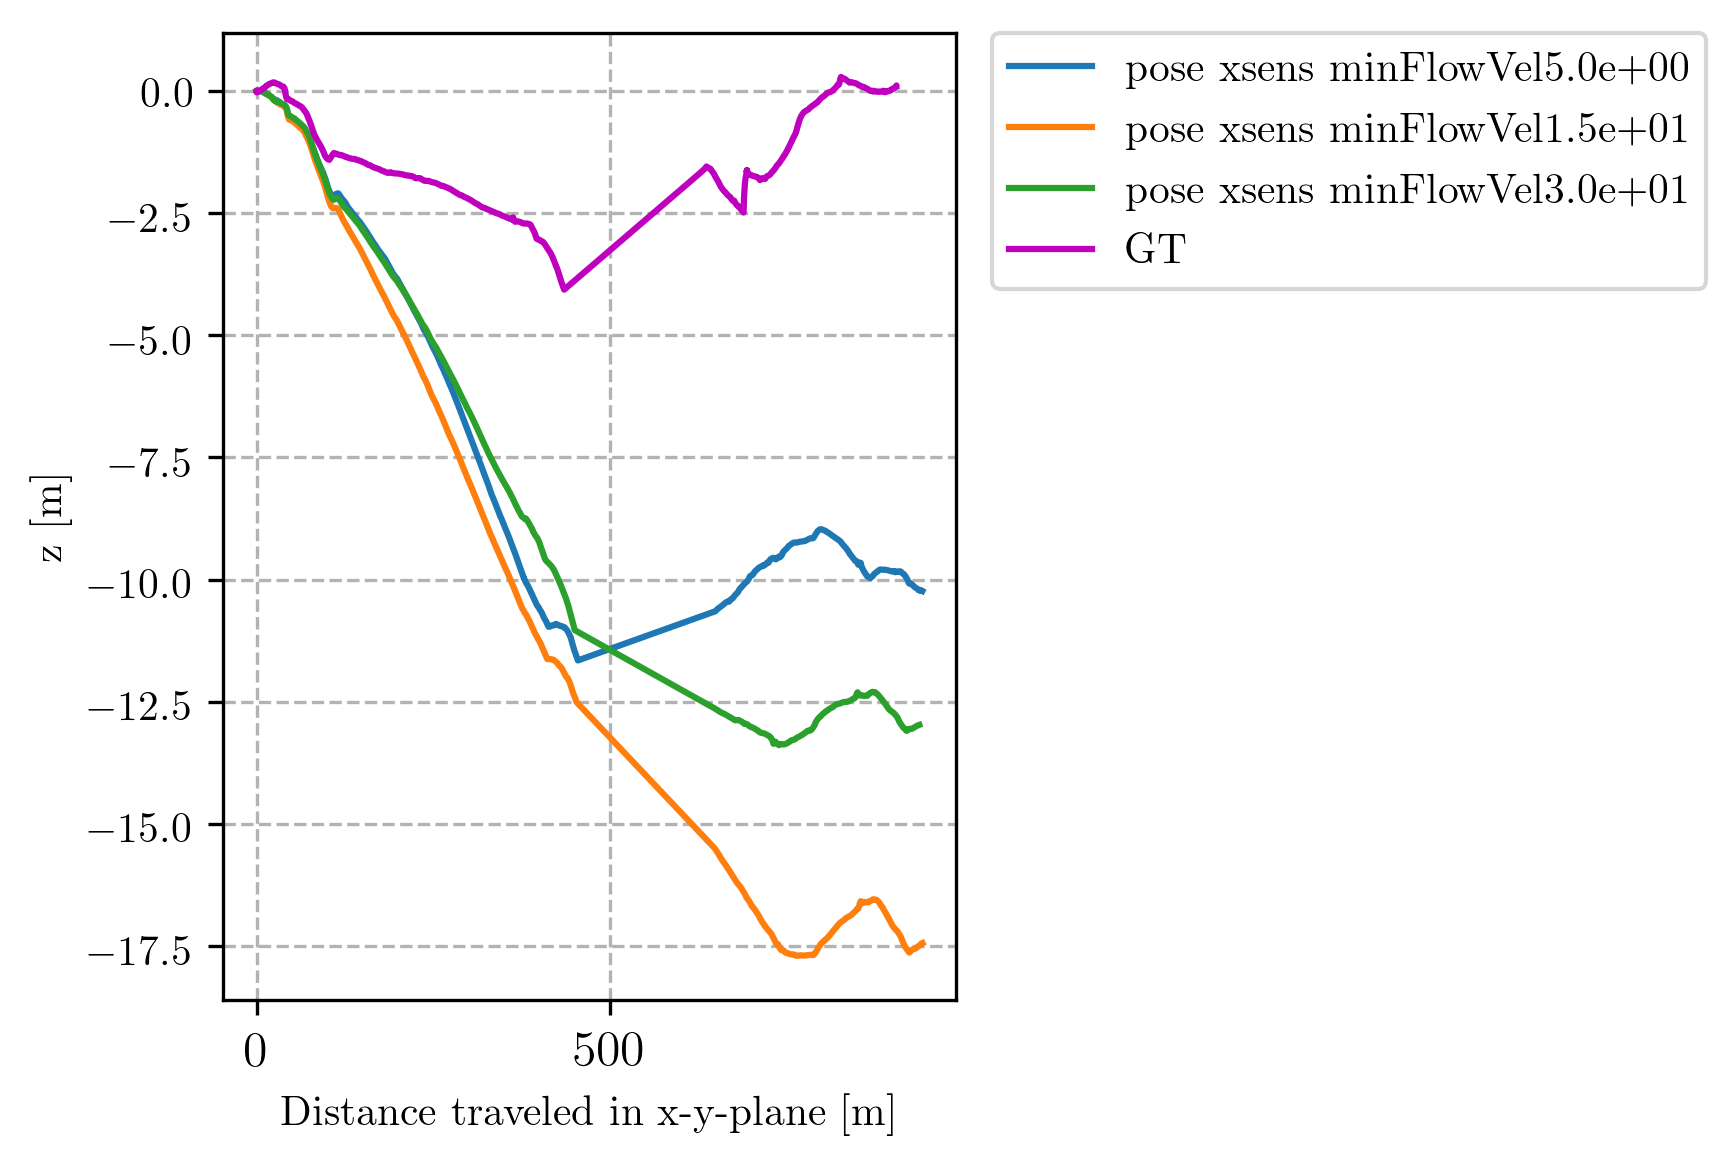 0.0
−2.5
−5.0
−7.5
−10.0
−12.5
−15.0
−17.5
z [m]
0 500
Distance traveled in x-y-plane [m]
pose xsens minFlowVel5.0e+00
pose xsens minFlowVel1.5e+01
pose xsens minFlowVel3.0e+01
GT